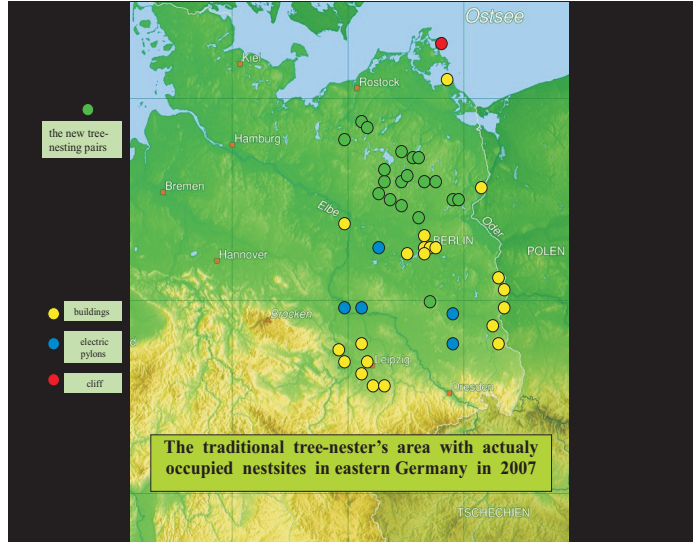 Ostsee
Kiel
Rostock
the new tree-
nesting pairs
Hamburg
Bremen
Elbe
Oder
BERLIN
POLEN
Hannover
buildings
Brocken
electric
pylons
Leipzig
cliff
Dresden
The traditional tree-nester's area with actualy
occupied nestsites in eastern Germany in 2007
TSCHECHIEN